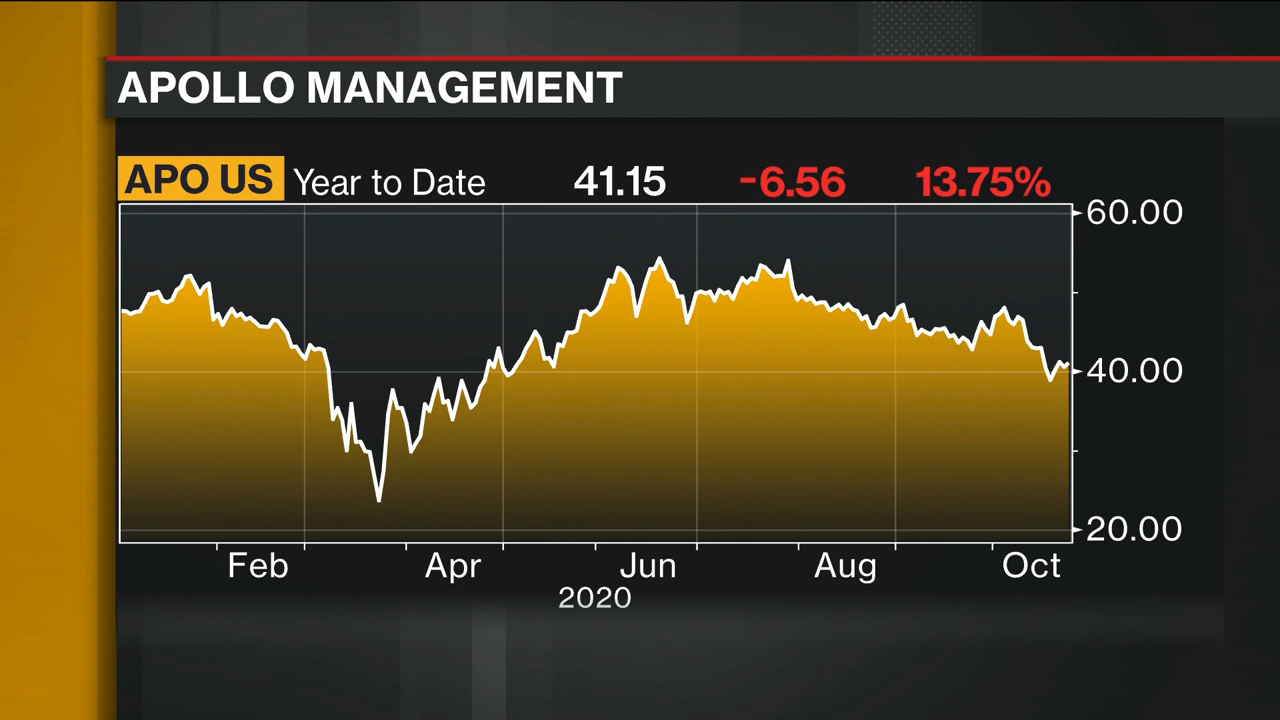 APOLLO MANAGEMENT
APO US Year to Date 41.15 -6.56 13.75%
60.00
40.00
20.00
Feb Apr Jun Aug Oct
2020